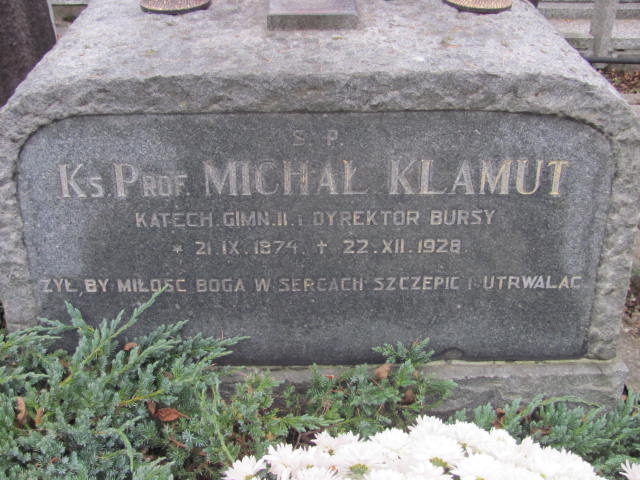 Ś. P.
Ks. Prof. MICHAŁ KLAMUT
KATECH. GIMN. II. i DYREKTOR BURSY
* 21.IX.1874. + 22.XII.1928.
ŻYŁ, BY MIŁOŚĆ BOGA W SERCACH SZCZEPIĆ I UTRWALAĆ